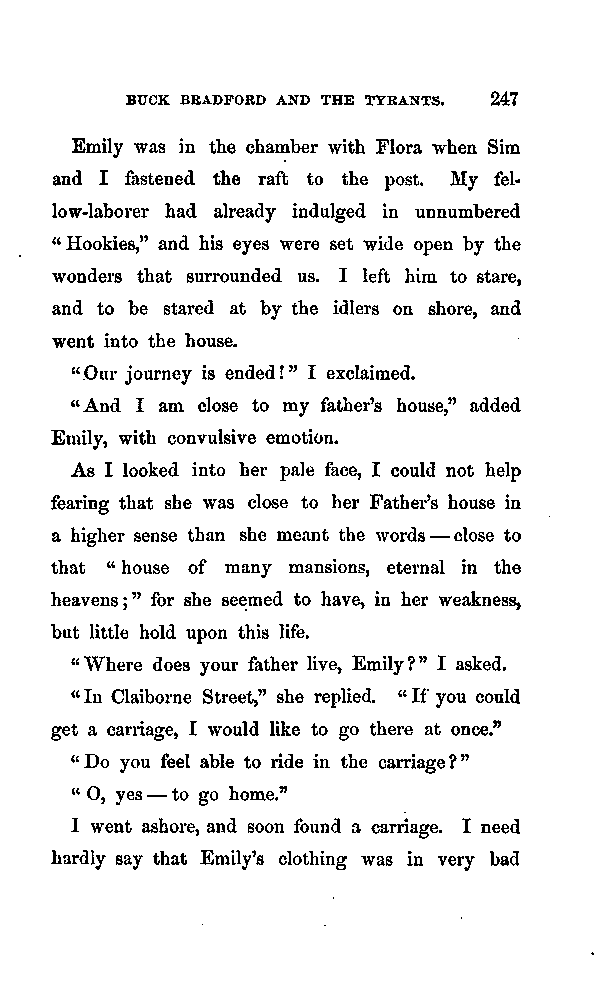 BUCK BRADFORD AND THE TYRANTS. 247
Emily was in the chamber with Flora when Sim
and I fastened the raft to the post. My fel-
low-laborer had already indulged in unnumbered
“Hookies,” and his eyes were set wide open by the
wonders that surrounded us. I left him to stare,
and to be stared at by the idlers on shore, and
went into the house.
“Our journey is ended!” I exclaimed.
“And I am close to my father’s house,” added
Emily, with convulsive emotion.
As I looked into her pale face, I could not help
fearing that she was close to her Father’s house in
a higher sense than she meant the words — close to
that “house of many mansions, eternal in the
heavens;” for she seemed to have, in her weakness,
but little hold upon this life.
“Where does your father live, Emily?” I asked.
“In Claiborne Street,” she replied. “If you could
get a carriage, I would like to go there at once.”
“Do you feel able to ride in the carriage?”
“O, yes — to go home.”
I went ashore, and soon found a carriage. I need
hardly say that Emily’s clothing was in very bad